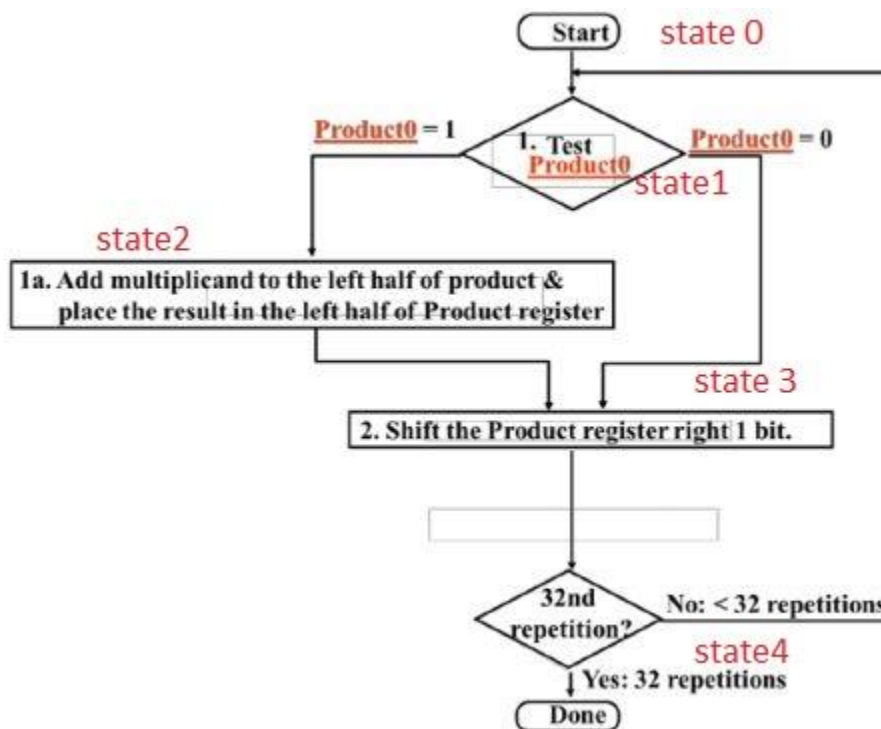 Start
state 0
Product0 = 1
1. Test
Product0
Product0 = 0
state1
state2
1a. Add multiplicand to the left half of product &
place the result in the left half of Product register
state 3
2. Shift the Product register right 1 bit.
32nd
repetition?
No: < 32 repetitions
state4
Yes: 32 repetitions
Done